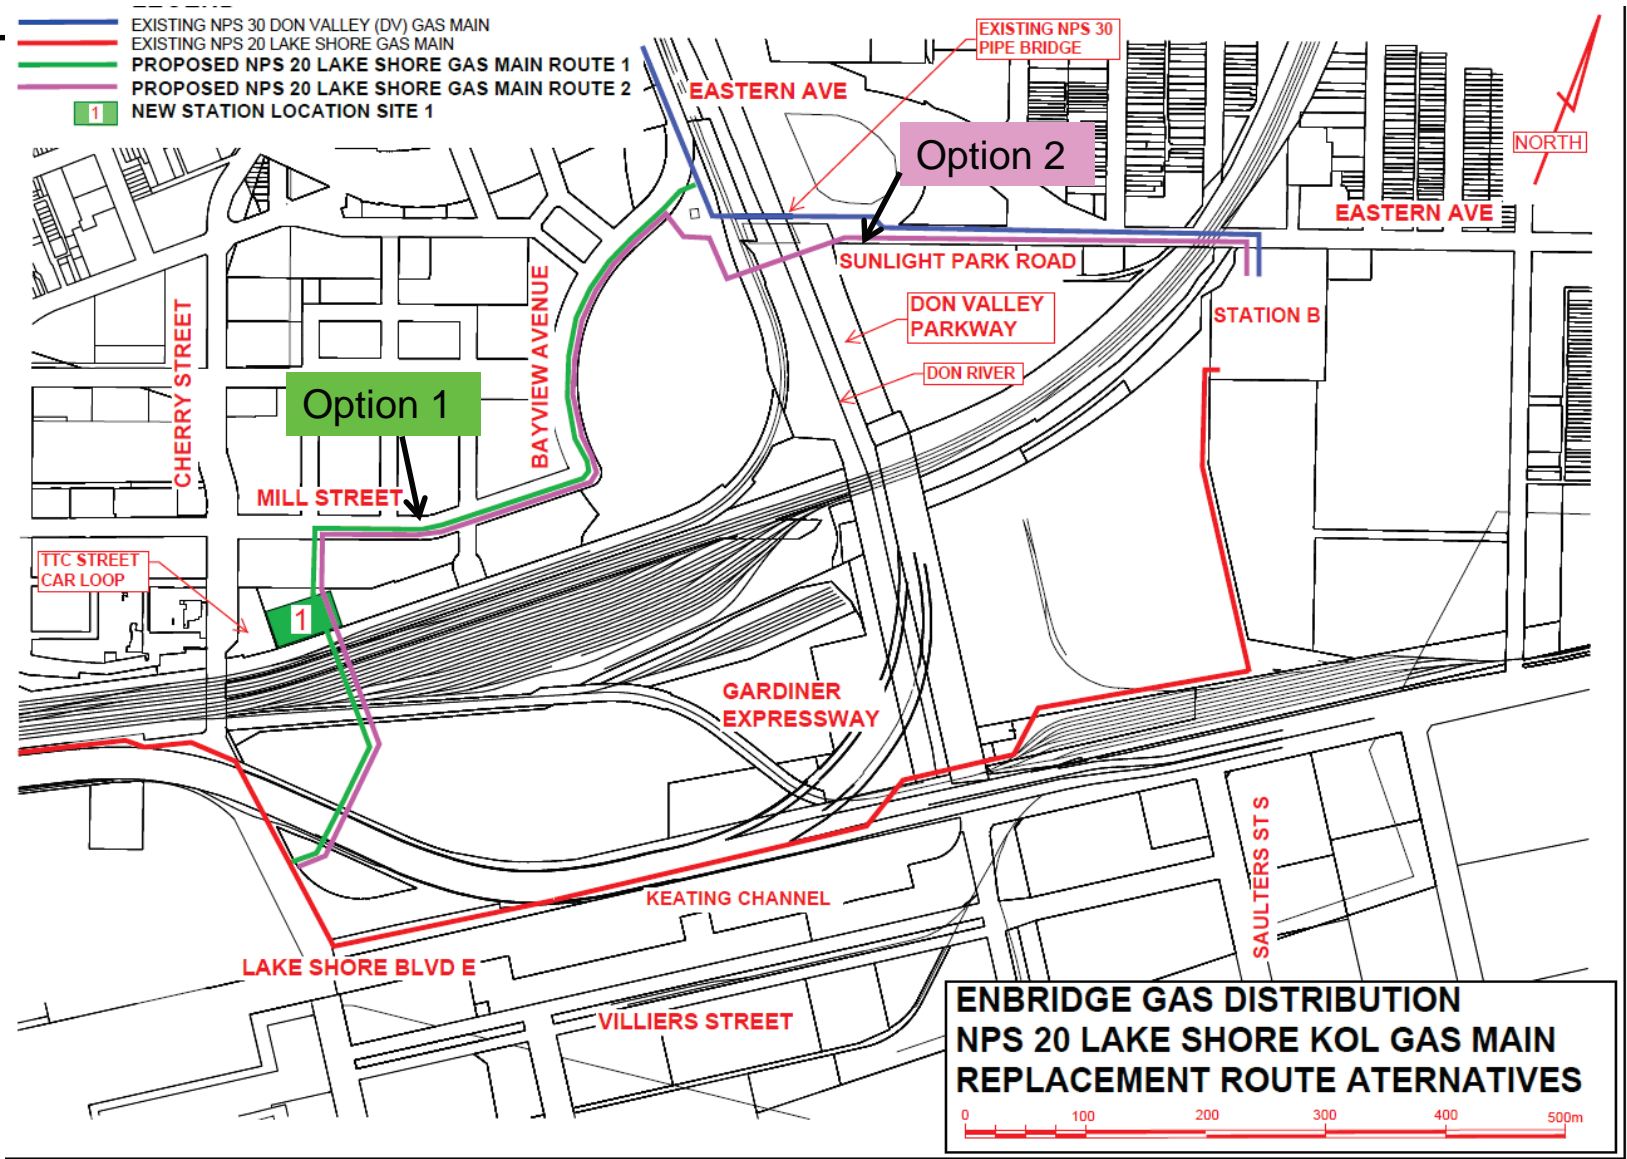 EXISTING NPS 30 DON VALLEY (DV) GAS MAIN
EXISTING NPS 20 LAKE SHORE GAS MAIN
PROPOSED NPS 20 LAKE SHORE GAS MAIN ROUTE 1
PROPOSED NPS 20 LAKE SHORE GAS MAIN ROUTE 2
1 NEW STATION LOCATION SITE 1
EXISTING NPS 30
PIPE BRIDGE
EASTERN AVE
Option 2
NORTH
EASTERN AVE
SUNLIGHT PARK ROAD
DON VALLEY
PARKWAY
STATION B
DON RIVER
CHERRY STREET
BAYVIEW AVENUE
Option 1
MILL STREET
TTC STREET
CAR LOOP
1
GARDINER
EXPRESSWAY
SAULTERS ST S
KEATING CHANNEL
LAKE SHORE BLVD E
VILLIERS STREET
ENBRIDGE GAS DISTRIBUTION
NPS 20 LAKE SHORE KOL GAS MAIN
REPLACEMENT ROUTE ATERNATIVES
0 100 200 300 400 500m